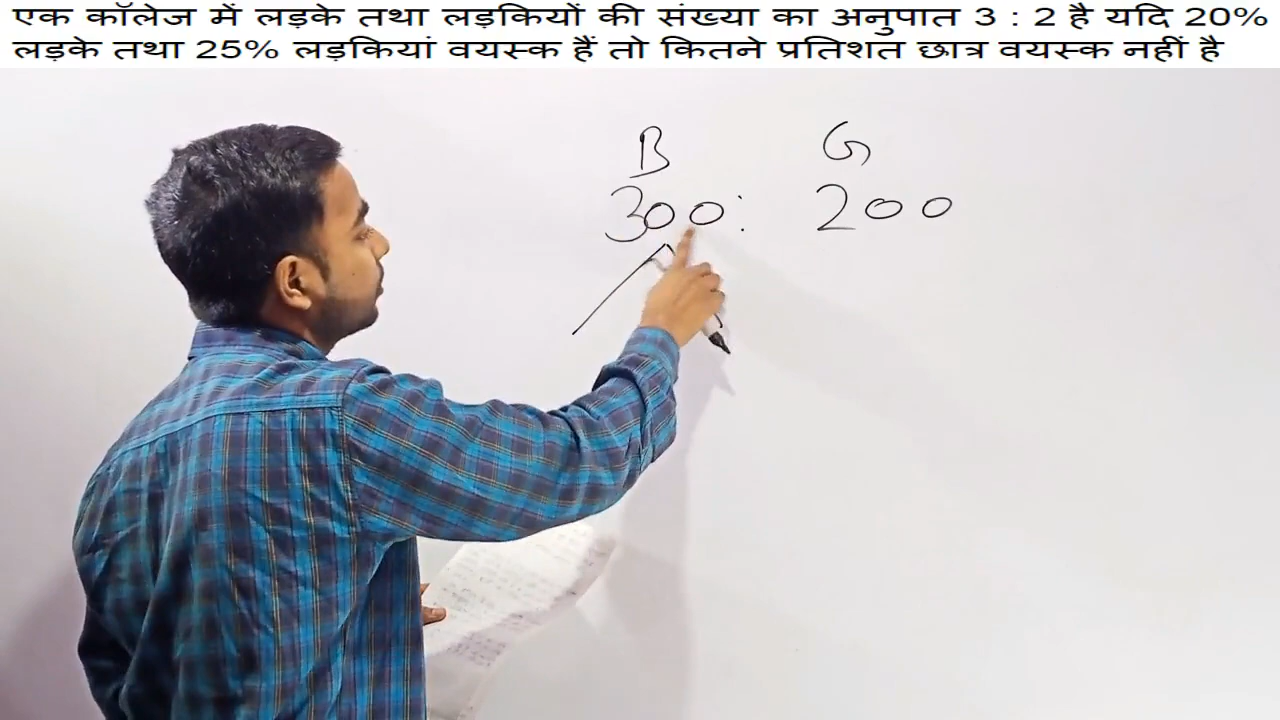 एक कॉलेज में लड़के तथा लड़कियों की संख्या का अनुपात 3 : 2 है यदि 20%
लड़के तथा 25% लड़कियां वयस्क हैं तो कितने प्रतिशत छात्र वयस्क नहीं है
B G
300 : 200